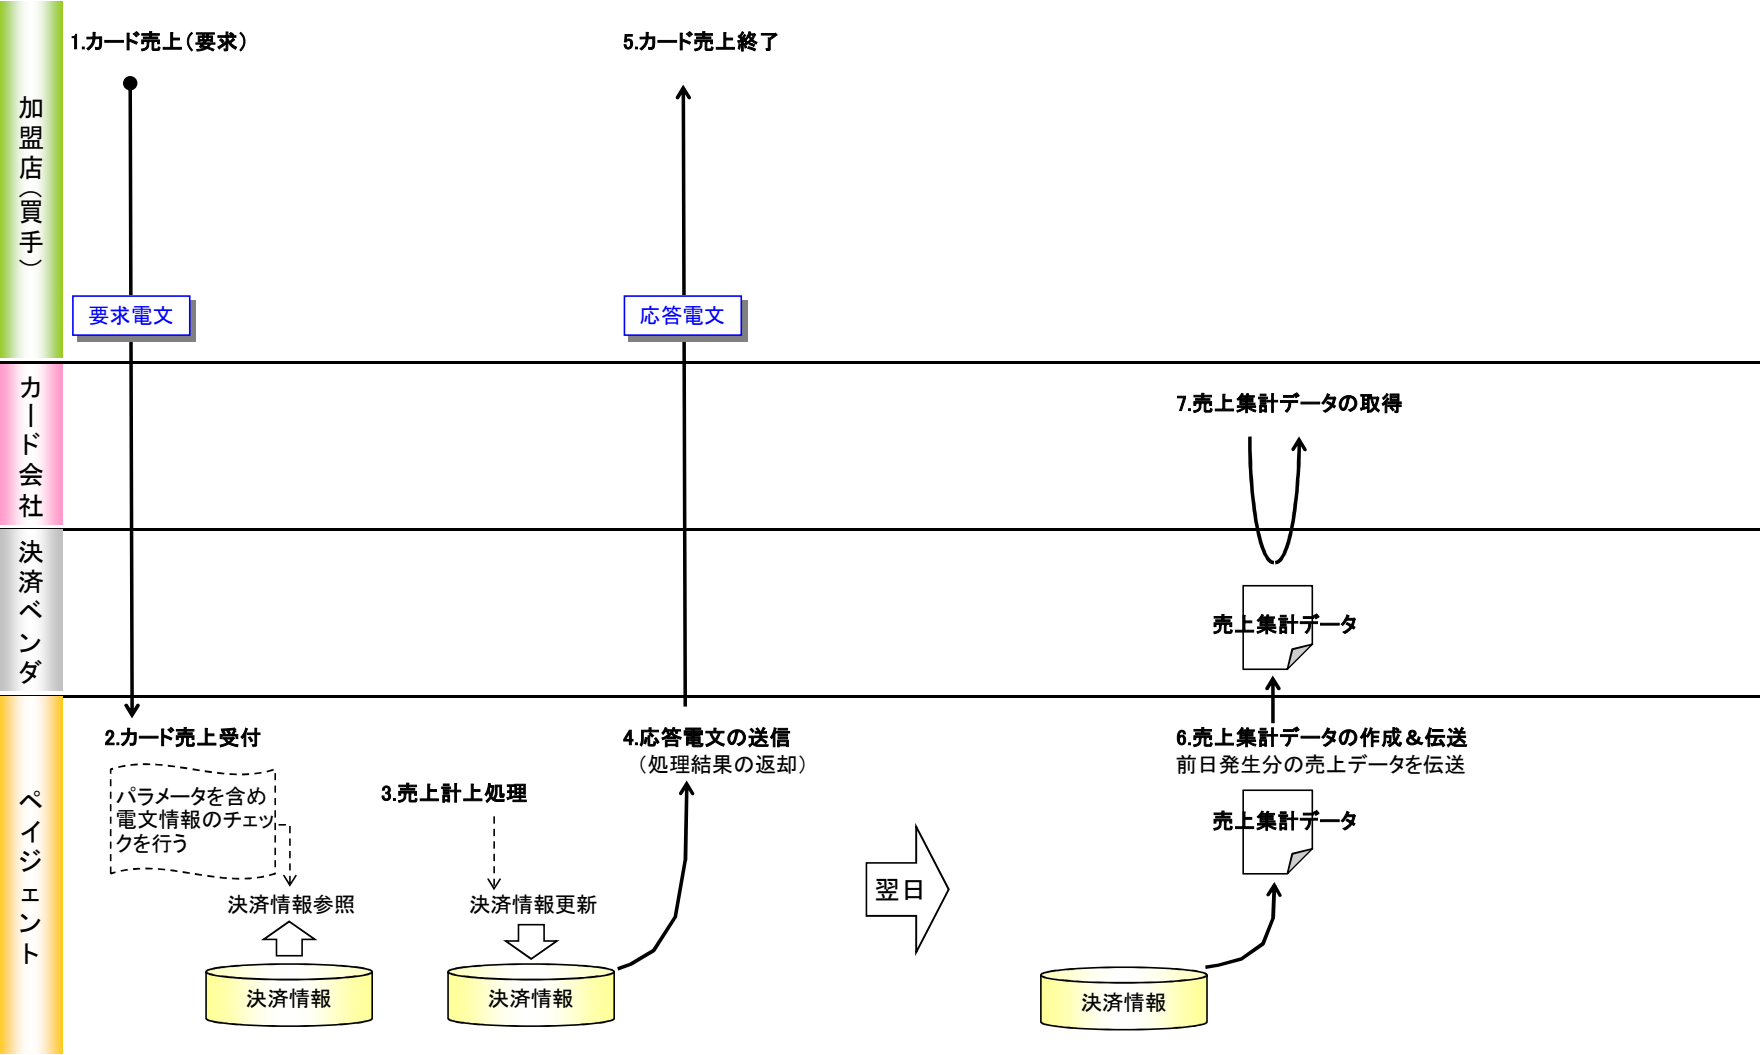 加盟店（買手）
1.カード売上（要求）
5.カード売上終了
要求電文
応答電文
カード会社
7.売上集計データの取得
決済ベンダ
売上集計データ
ペイジェント
2.カード売上受付
パラメータを含め
電文情報のチェッ
クを行う
決済情報参照
決済情報
3.売上計上処理
決済情報更新
決済情報
4.応答電文の送信
（処理結果の返却）
翌日
6.売上集計データの作成＆伝送
前日発生分の売上データを伝送
売上集計データ
決済情報